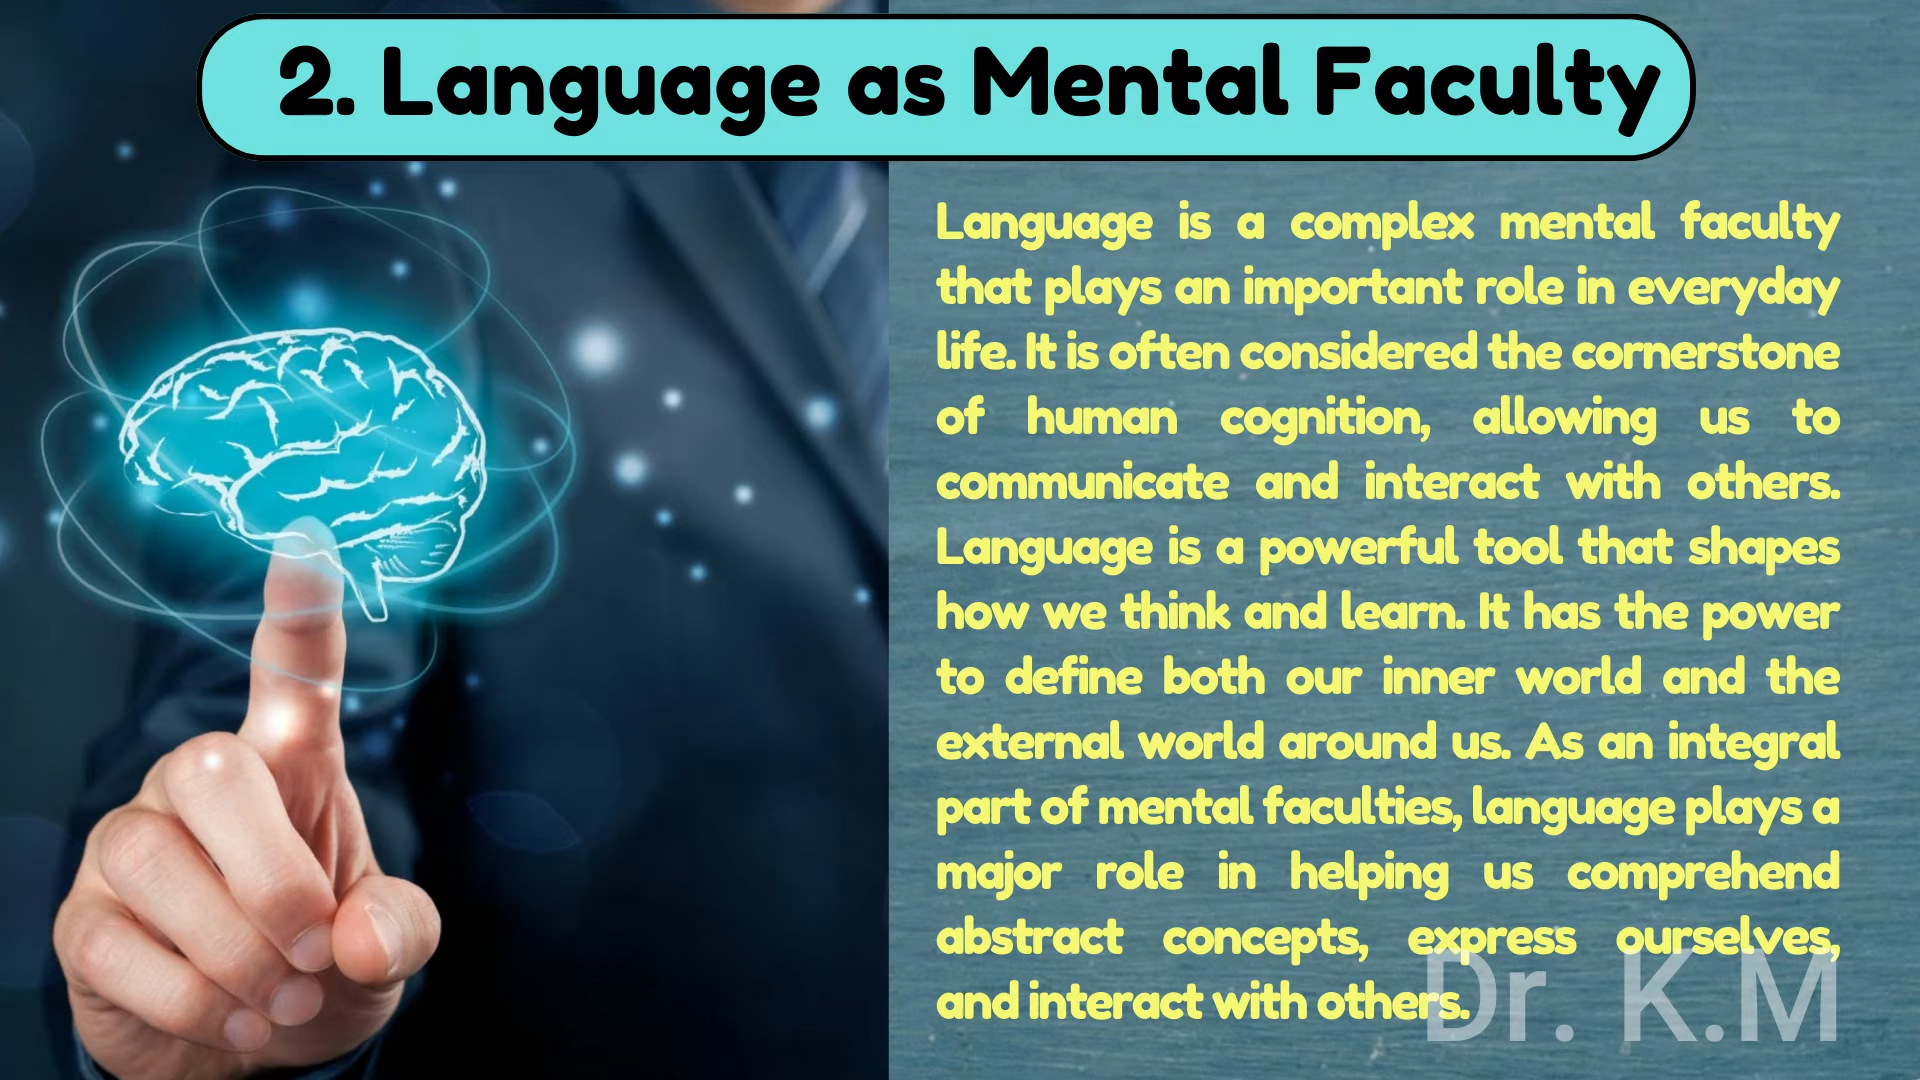 2. Language as Mental Faculty
Language is a complex mental faculty
that plays an important role in everyday
life. It is often considered the cornerstone
of human cognition, allowing us to
communicate and interact with others.
Language is a powerful tool that shapes
how we think and learn. It has the power
to define both our inner world and the
external world around us. As an integral
part of mental faculties, language plays a
major role in helping us comprehend
abstract concepts, express ourselves,
and interact with others.
Dr. K.M